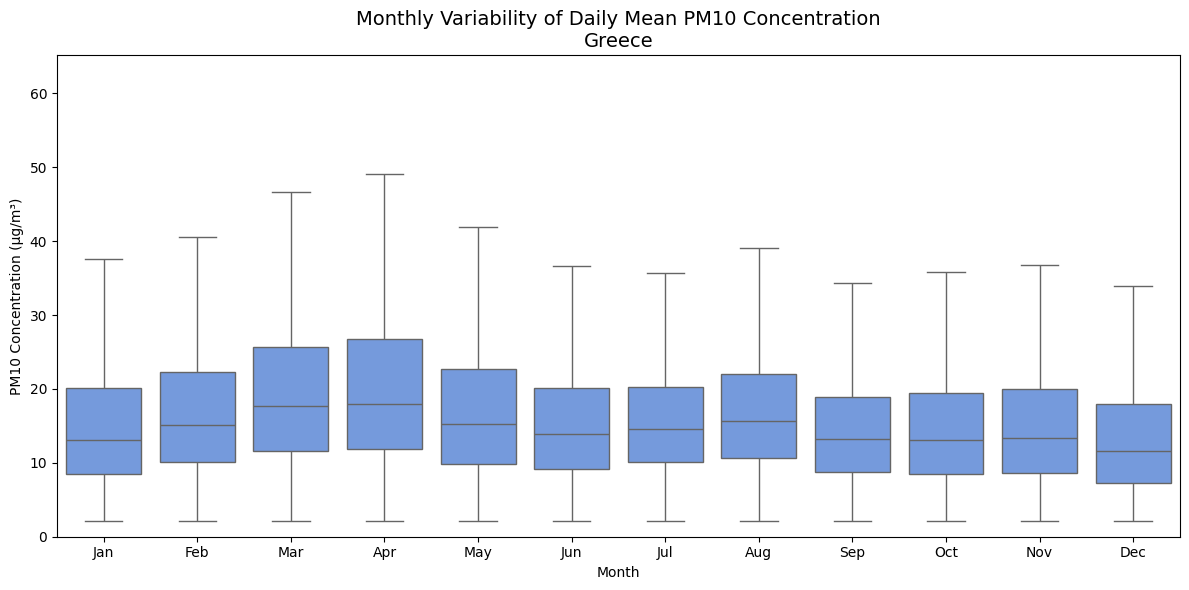 Monthly Variability of Daily Mean PM10 Concentration
Greece
PM10 Concentration (µg/m³)
60
50
40
30
20
10
0
Jan Feb Mar Apr May Jun Jul Aug Sep Oct Nov Dec
Month